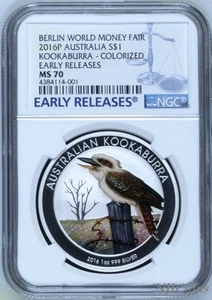 BERLIN WORLD MONEY FAIR
2016P AUSTRALIA S$1
KOOKABURRA - COLORIZED
EARLY RELEASES
MS 70
4384114-001
EARLY RELEASES®
NGC
AUSTRALIAN KOOKABURRA
2016 1oz 999 SILVER